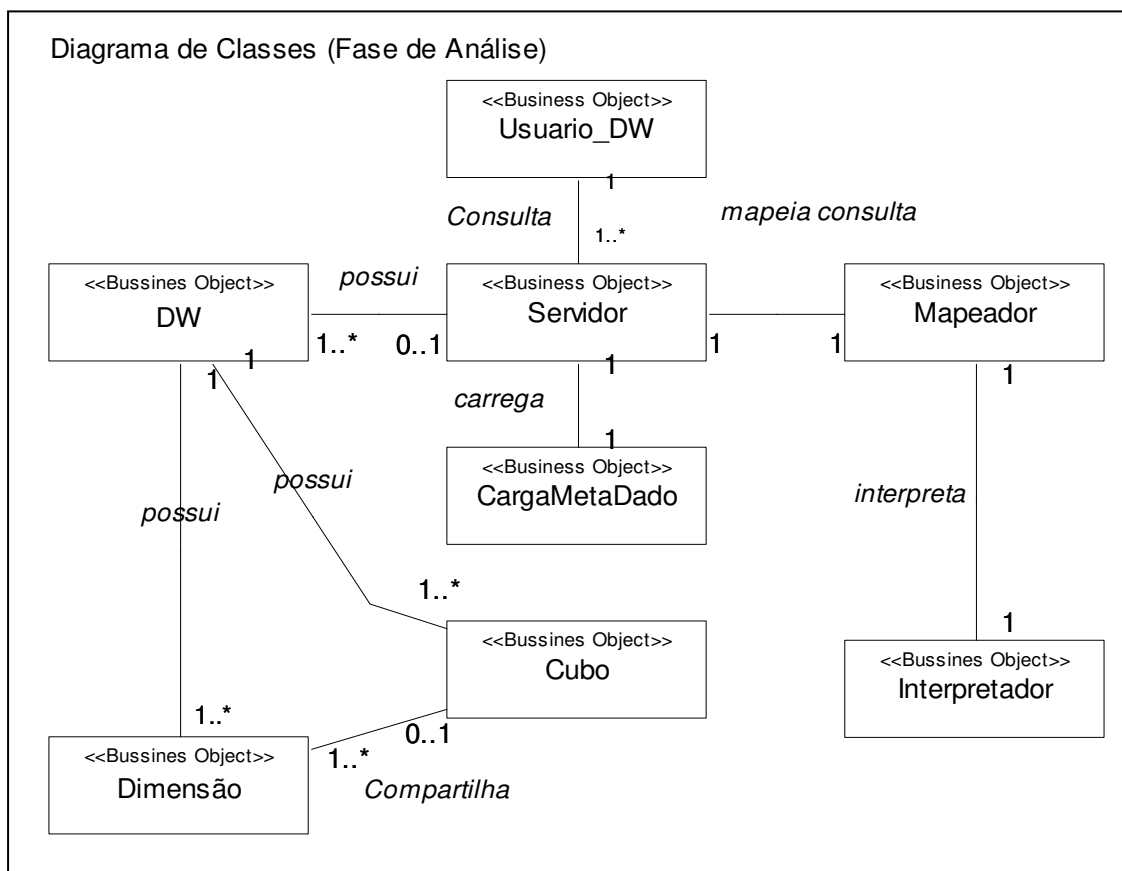 Diagrama de Classes (Fase de Análise)
<<Business Object>>
Usuario_DW
1
Consulta
mapeia consulta
1..*
<<Bussines Object>>
DW
possui
<<Business Object>>
Servidor
<<Bussines Object>>
Mapeador
1..*
0..1
1
1
1
1
1
1
carrega
1
<<Business Object>>
CargaMetaDado
possui
possui
interpreta
1..*
1
<<Bussines Object>>
Cubo
<<Bussines Object>>
Interpretador
1..*
0..1
1..*
<<Bussines Object>>
Dimensão
Compartilha